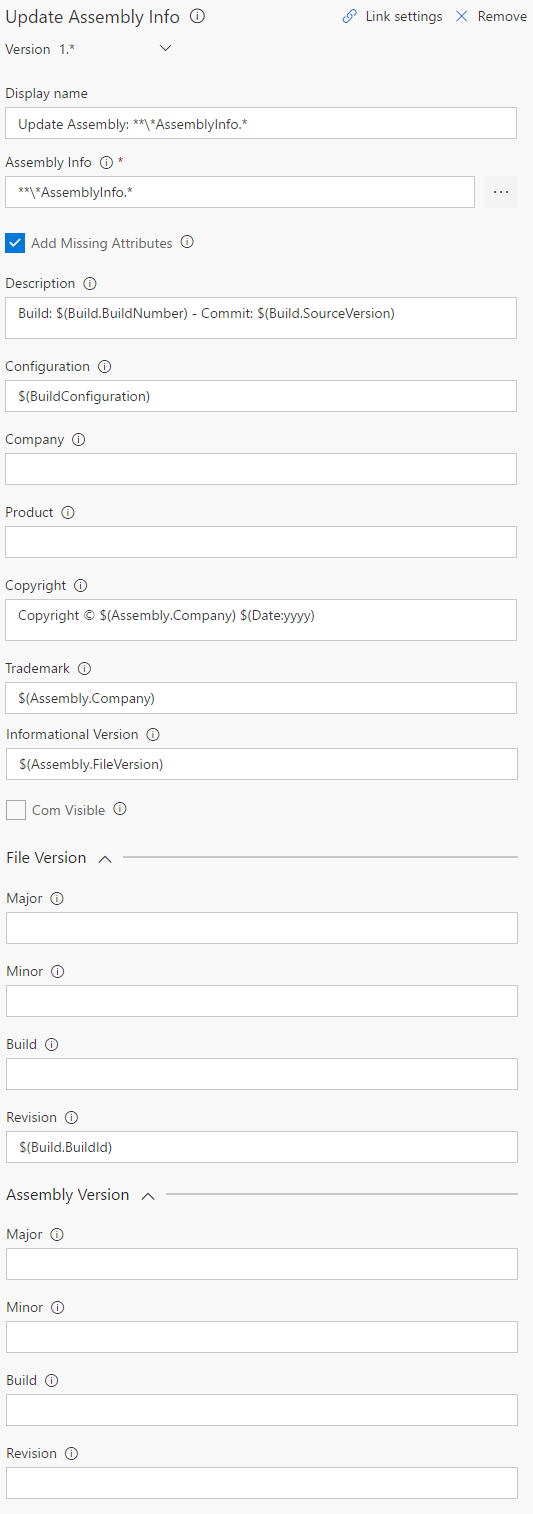 Update Assembly Info Link settings Remove
Version 1.*
Display name
Update Assembly: **\*AssemblyInfo.*
Assembly Info *
**\*AssemblyInfo.* ...
Add Missing Attributes
Description
Build: $(Build.BuildNumber) - Commit: $(Build.SourceVersion)
Configuration
$(BuildConfiguration)
Company
Product
Copyright
Copyright © $(Assembly.Company) $(Date:yyyy)
Trademark
$(Assembly.Company)
Informational Version
$(Assembly.FileVersion)
Com Visible
File Version
Major
Minor
Build
Revision
$(Build.BuildId)
Assembly Version
Major
Minor
Build
Revision